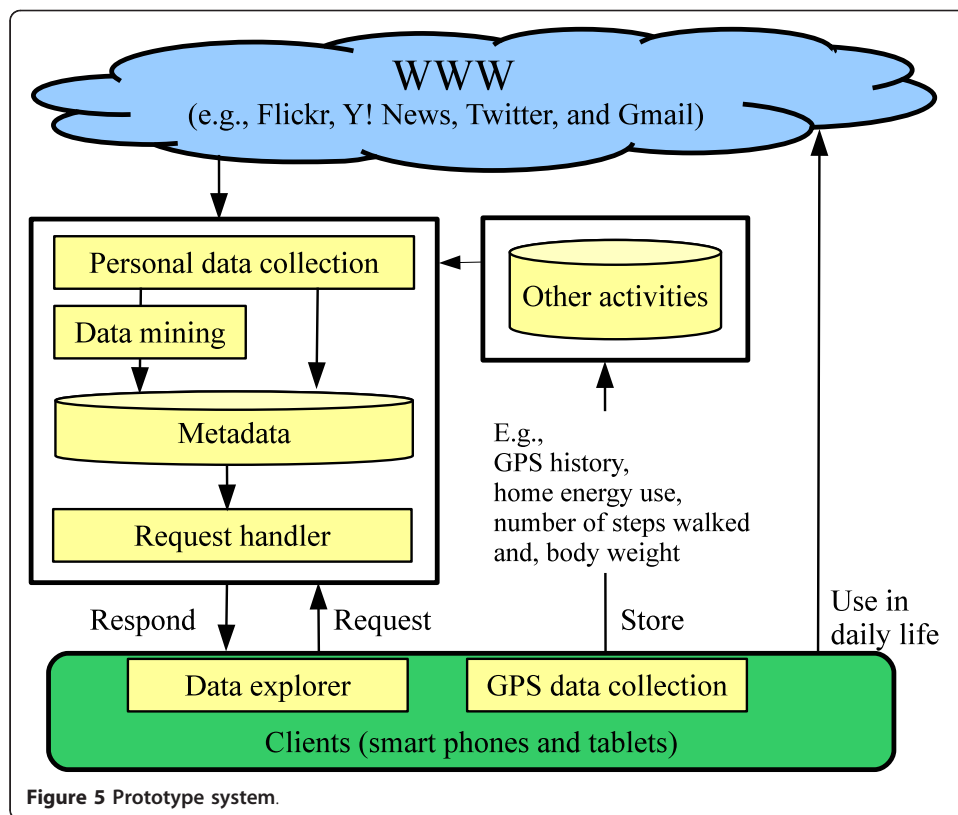 WWW
(e.g., Flickr, Y! News, Twitter, and Gmail)
Personal data collection
Data mining
Metadata
Request handler
Other activities
E.g.,
GPS history,
home energy use,
number of steps walked
and, body weight
Respond
Request
Store
Use in
daily life
Data explorer
GPS data collection
Clients (smart phones and tablets)
Figure 5 Prototype system.